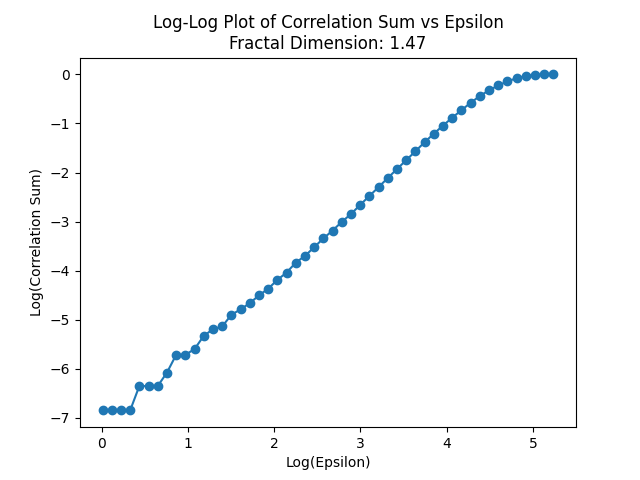 Log-Log Plot of Correlation Sum vs Epsilon
Fractal Dimension: 1.47
0
−1
−2
−3
−4
−5
−6
−7
Log(Correlation Sum)
0 1 2 3 4 5
Log(Epsilon)